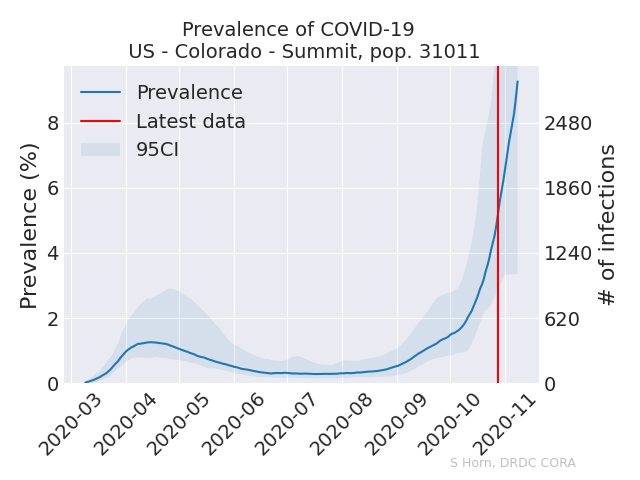 Prevalence of COVID-19
US - Colorado - Summit, pop. 31011
Prevalence
Latest data
95CI
Prevalence (%)
8
6
4
2
0
2480
1860
1240
620
0
# of infections
2020-03
2020-04
2020-05
2020-06
2020-07
2020-08
2020-09
2020-10
2020-11
S Horn, DRDC CORA